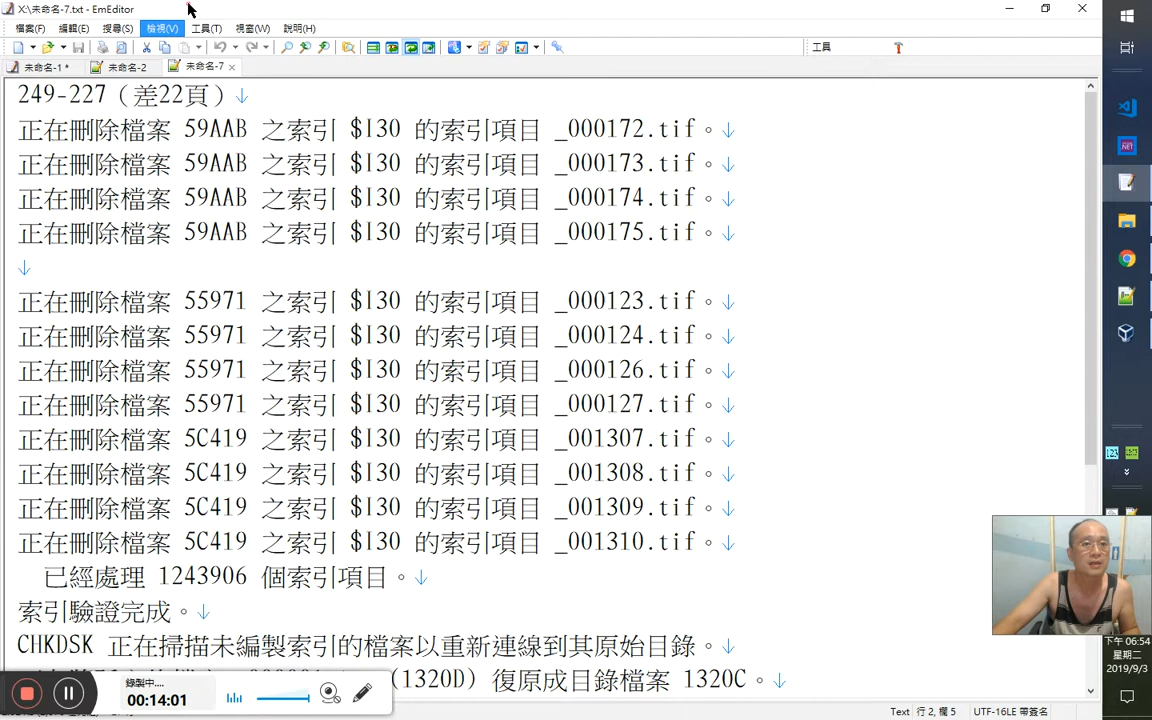 X:\未命名-7.txt - EmEditor
檔案(F) 編輯(E) 搜尋(S) 檢視(V) 工具(T) 視窗(W) 說明(H)
工具
未命名-1 * 未命名-2 未命名-7
249-227（差22頁）↓
正在刪除檔案 59AAB 之索引 $I30 的索引項目 _000172.tif。↓
正在刪除檔案 59AAB 之索引 $I30 的索引項目 _000173.tif。↓
正在刪除檔案 59AAB 之索引 $I30 的索引項目 _000174.tif。↓
正在刪除檔案 59AAB 之索引 $I30 的索引項目 _000175.tif。↓
↓
正在刪除檔案 55971 之索引 $I30 的索引項目 _000123.tif。↓
正在刪除檔案 55971 之索引 $I30 的索引項目 _000124.tif。↓
正在刪除檔案 55971 之索引 $I30 的索引項目 _000126.tif。↓
正在刪除檔案 55971 之索引 $I30 的索引項目 _000127.tif。↓
正在刪除檔案 5C419 之索引 $I30 的索引項目 _001307.tif。↓
正在刪除檔案 5C419 之索引 $I30 的索引項目 _001308.tif。↓
正在刪除檔案 5C419 之索引 $I30 的索引項目 _001309.tif。↓
正在刪除檔案 5C419 之索引 $I30 的索引項目 _001310.tif。↓
已經處理 1243906 個索引項目。↓
索引驗證完成。↓
CHKDSK 正在掃描未編製索引的檔案以重新連線到其原始目錄。↓
(1320D) 復原成目錄檔案 1320C。↓
錄製中....
00:14:01
Text 行 2, 欄 5 UTF-16LE 帶簽名
下午 06:54
星期二
2019/9/3